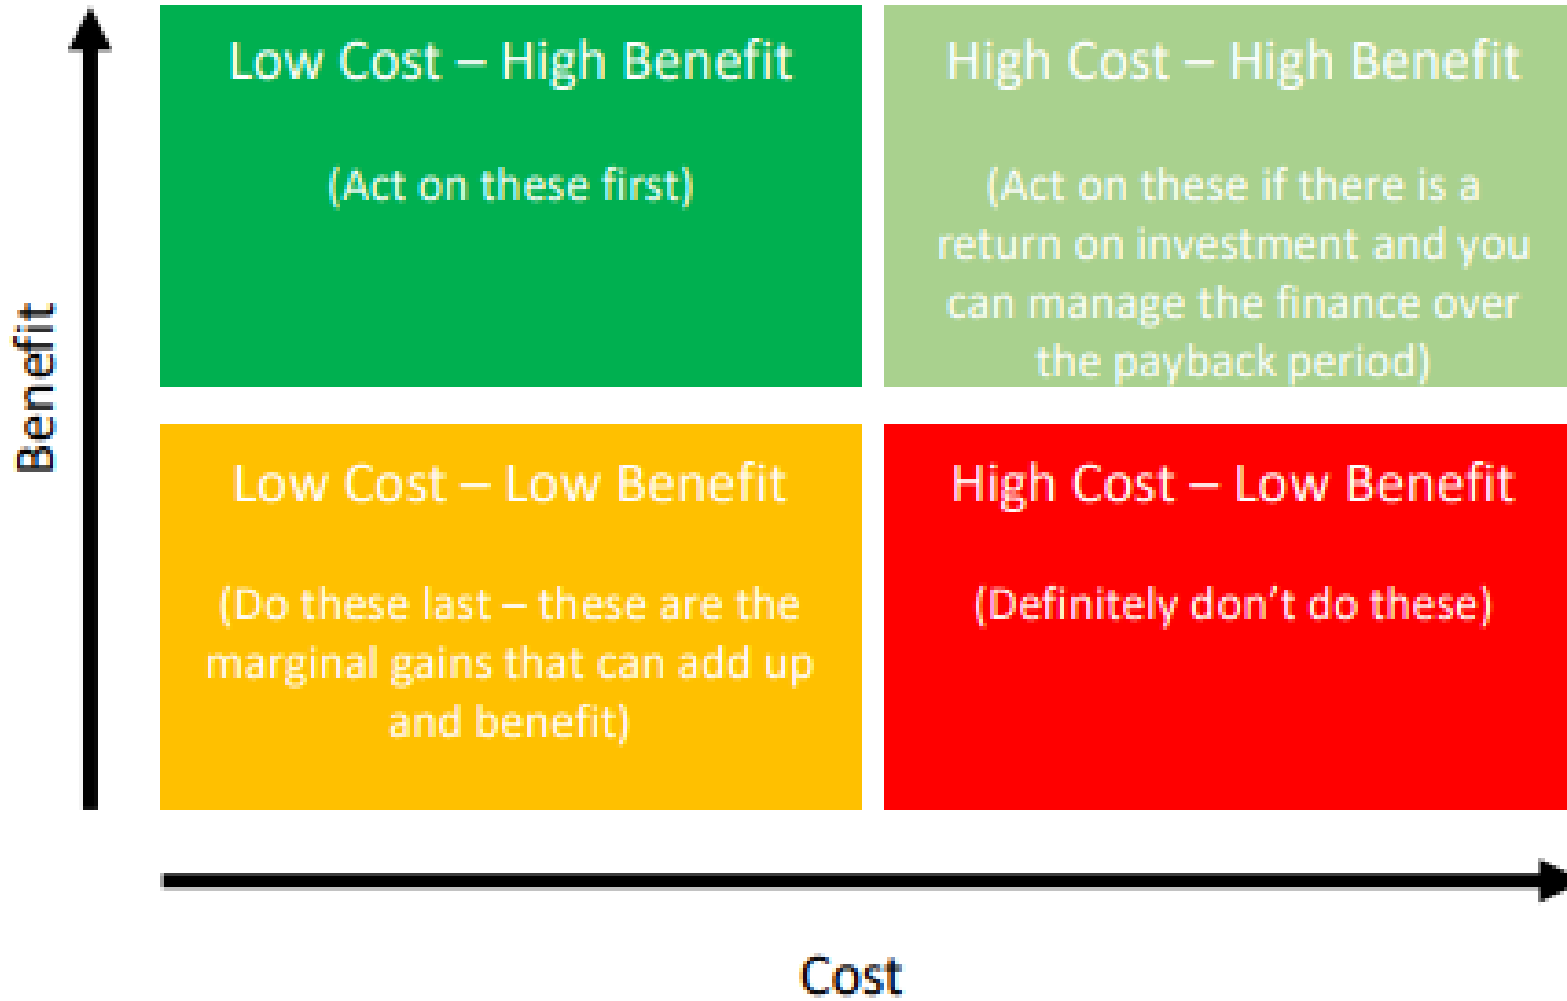 Low Cost – High Benefit
(Act on these first)
High Cost – High Benefit
(Act on these if there is a
return on investment and you
can manage the finance over
the payback period)
Benefit
Low Cost – Low Benefit
(Do these last – these are the
marginal gains that can add up
and benefit)
High Cost – Low Benefit
(Definitely don’t do these)
Cost